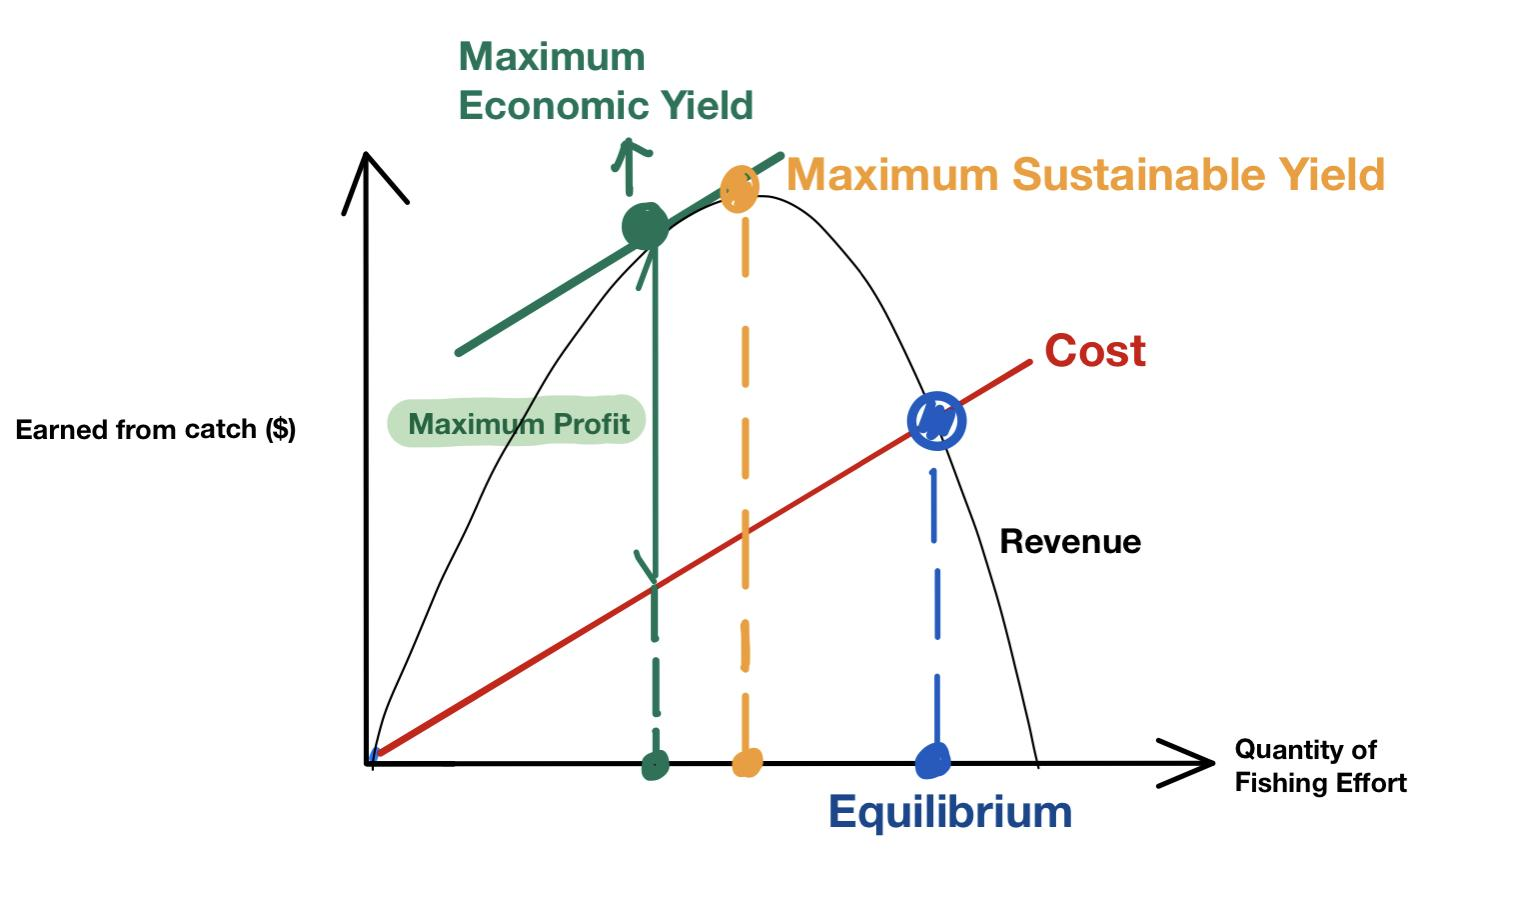 Maximum
Economic Yield
Maximum Sustainable Yield
Cost
Maximum Profit
Earned from catch ($)
Revenue
Quantity of
Fishing Effort
Equilibrium